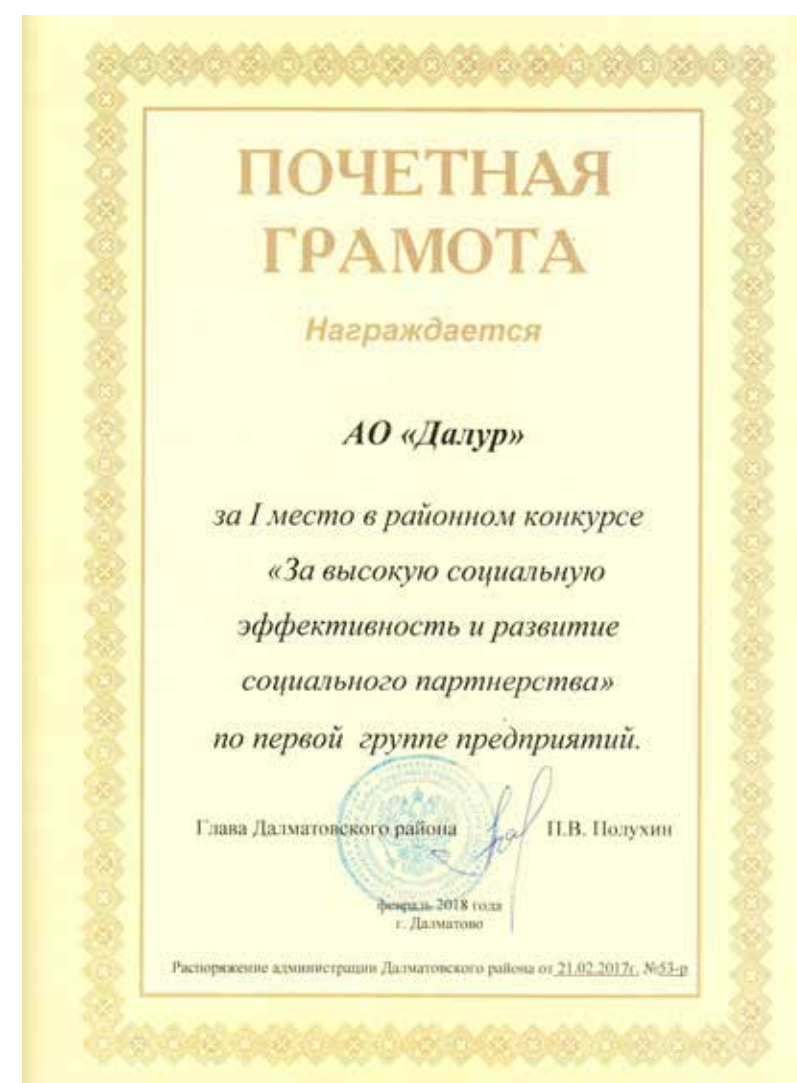 ПОЧЕТНАЯ
ГРАМОТА
Награждается
АО «Далур»
за I место в районном конкурсе
«За высокую социальную
эффективность и развитие
социального партнерства»
по первой группе предприятий.
Глава Далматовского района П.В. Полухин
февраль 2018 года
г. Далматово
Распоряжение администрации Далматовского района от 21.02.2017г. №53-р